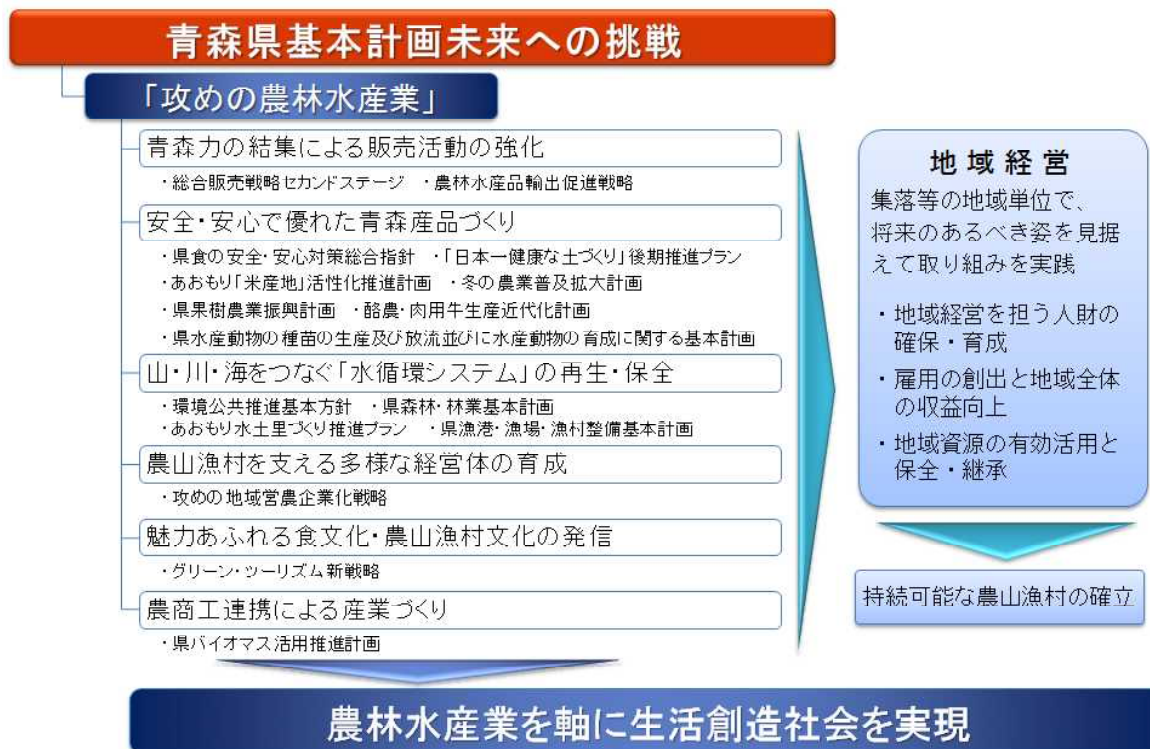 青森県基本計画未来への挑戦
「攻めの農林水産業」
青森力の結集による販売活動の強化
・総合販売戦略セカンドステージ ・農林水産品輸出促進戦略
安全・安心で優れた青森産品づくり
・県食の安全・安心対策総合指針 ・「日本一健康な土づくり」後期推進プラン
・あおもり「米産地」活性化推進計画 ・冬の農業普及拡大計画
・県果樹農業振興計画 ・酪農・肉用牛生産近代化計画
・県水産動物の種苗の生産及び放流並びに水産動物の育成に関する基本計画
山・川・海をつなぐ「水循環システム」の再生・保全
・環境公共推進基本方針 ・県森林・林業基本計画
・あおもり水土里づくり推進プラン ・県漁港・漁場・漁村整備基本計画
農山漁村を支える多様な経営体の育成
・攻めの地域営農企業化戦略
魅力あふれる食文化・農山漁村文化の発信
・グリーン・ツーリズム新戦略
農商工連携による産業づくり
・県バイオマス活用推進計画
地域経営
集落等の地域単位で、
将来のあるべき姿を見据
えて取り組みを実践
・地域経営を担う人財の
確保・育成
・雇用の創出と地域全体
の収益向上
・地域資源の有効活用と
保全・継承
持続可能な農山漁村の確立
農林水産業を軸に生活創造社会を実現